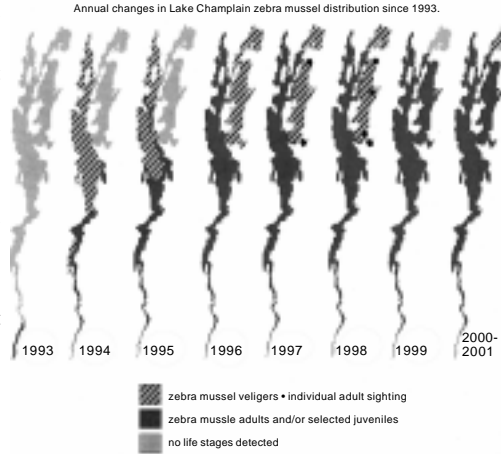 Annual changes in Lake Champlain zebra mussel distribution since 1993.
1993 1994 1995 1996 1997 1998 1999 2000-
2001
zebra mussel veligers • individual adult sighting
zebra mussle adults and/or selected juveniles
no life stages detected